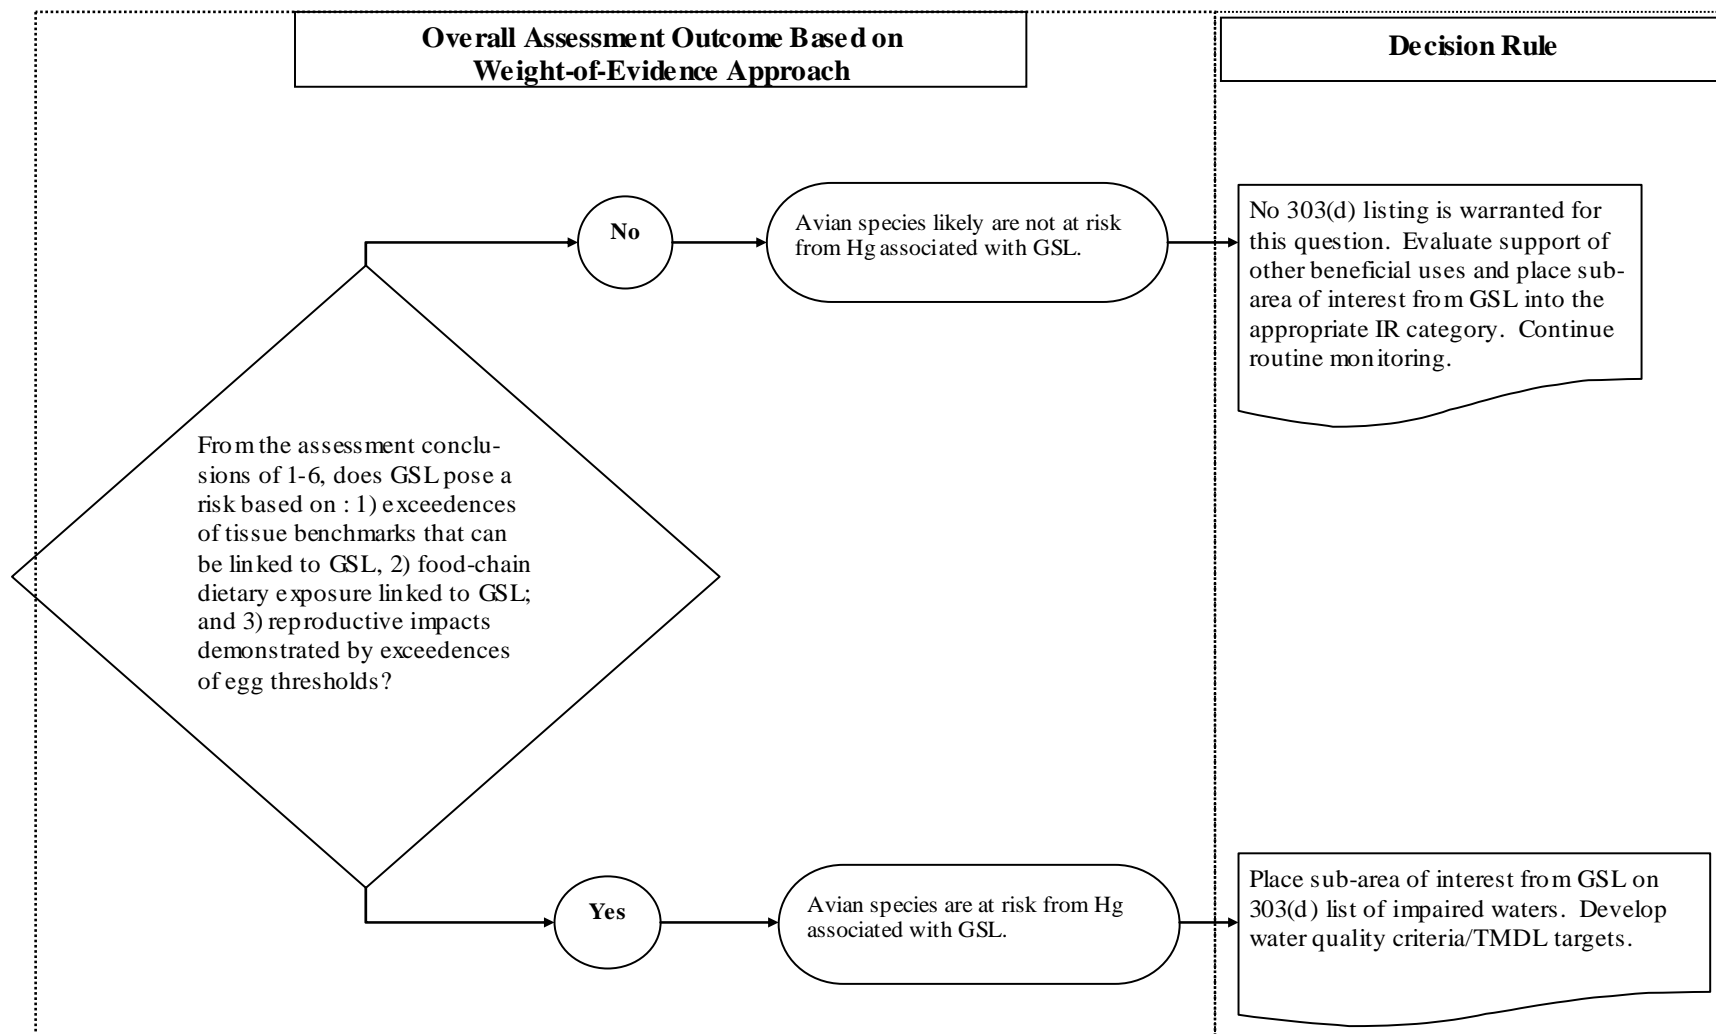 Overall Assessment Outcome Based on
Weight-of-Evidence Approach
Decision Rule
No
Avian species likely are not at risk
from Hg associated with GSL.
No 303(d) listing is warranted for
this question.  Evaluate support of
other beneficial uses and place sub-
area of interest from GSL into the
appropriate IR category.  Continue
routine monitoring.
From the assessment conclu-
sions of 1-6, does GSL pose a
risk based on : 1) exceedences
of tissue benchmarks that can
be linked to GSL, 2) food-chain
dietary exposure linked to GSL;
and 3) reproductive impacts
demonstrated by exceedences
of egg thresholds?
Yes
Avian species are at risk from Hg
associated with GSL.
Place sub-area of interest from GSL on
303(d) list of impaired waters.  Develop
water quality criteria/TMDL targets.